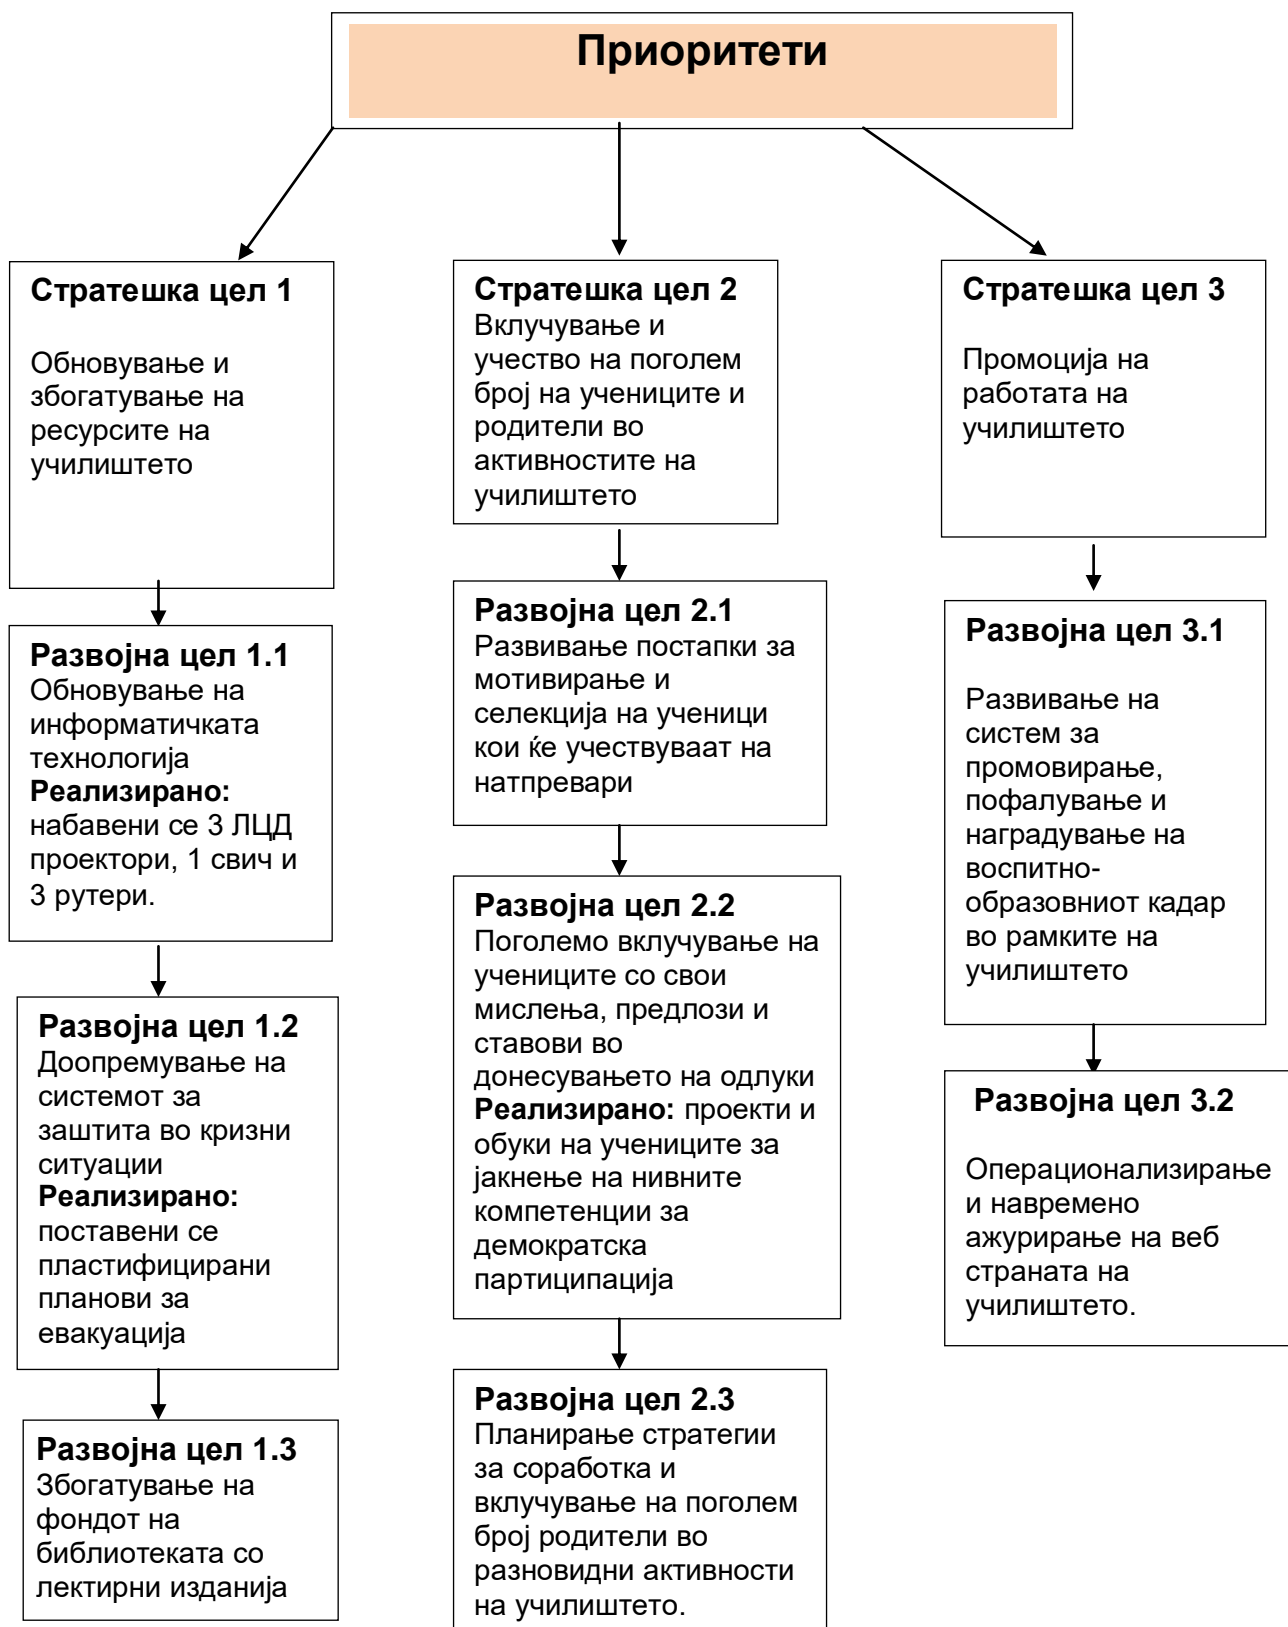 Приоритети
Стратешка цел 1
Обновување и
збогатување на
ресурсите на
училиштето
Развојна цел 1.1
Обновување на
информатичката
технологија
Реализирано:
набавени се 3 ЛЦД
проектори, 1 свич и
3 рутери.
Развојна цел 1.2
Доопремување на
системот за
заштита во кризни
ситуации
Реализирано:
поставени се
пластифицирани
планови за
евакуација
Развојна цел 1.3
Збогатување на
фондот на
библиотеката со
лектирни изданија
Стратешка цел 2
Вклучување и
учество на поголем
број на учениците и
родители во
активностите на
училиштето
Развојна цел 2.1
Развивање постапки за
мотивирање и
селекција на ученици
кои ќе учествуваат на
натпревари
Развојна цел 2.2
Поголемо вклучување на
учениците со свои
мислења, предлози и
ставови во
донесувањето на одлуки
Реализирано: проекти и
обуки на учениците за
јакнење на нивните
компетенции за
демократска
партиципација
Развојна цел 2.3
Планирање стратегии
за соработка и
вклучување на поголем
број родители во
разновидни активности
на училиштето.
Стратешка цел 3
Промоција на
работата на
училиштето
Развојна цел 3.1
Развивање на
систем за
промовирање,
пофалување и
наградување на
воспитно-
образовниот кадар
во рамките на
училиштето
Развојна цел 3.2
Операционализирање
и навремено
ажурирање на веб
страната на
училиштето.